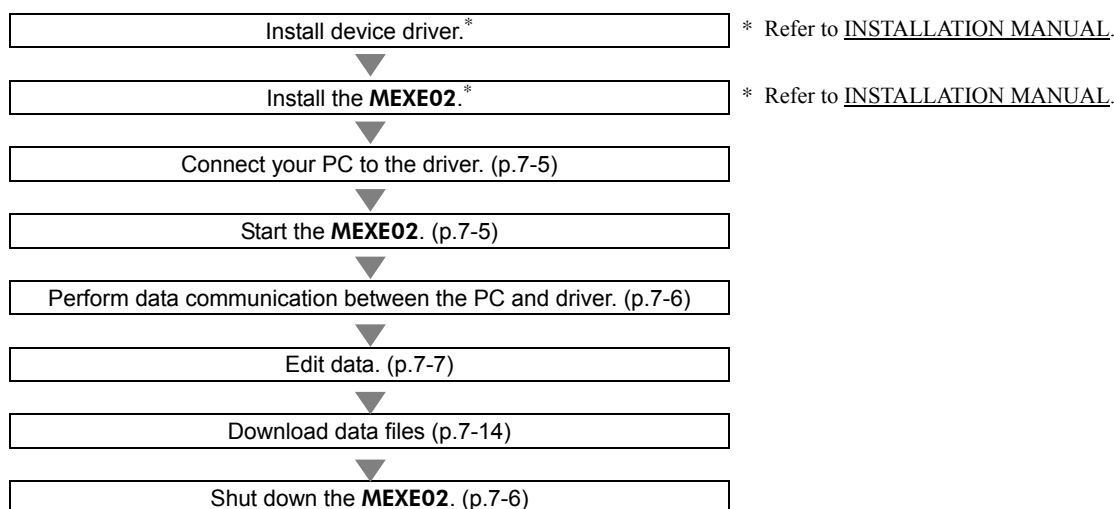 Install device driver.* * Refer to INSTALLATION MANUAL.
Install the MEXE02.* * Refer to INSTALLATION MANUAL.
Connect your PC to the driver. (p.7-5)
Start the MEXE02. (p.7-5)
Perform data communication between the PC and driver. (p.7-6)
Edit data. (p.7-7)
Download data files (p.7-14)
Shut down the MEXE02. (p.7-6)